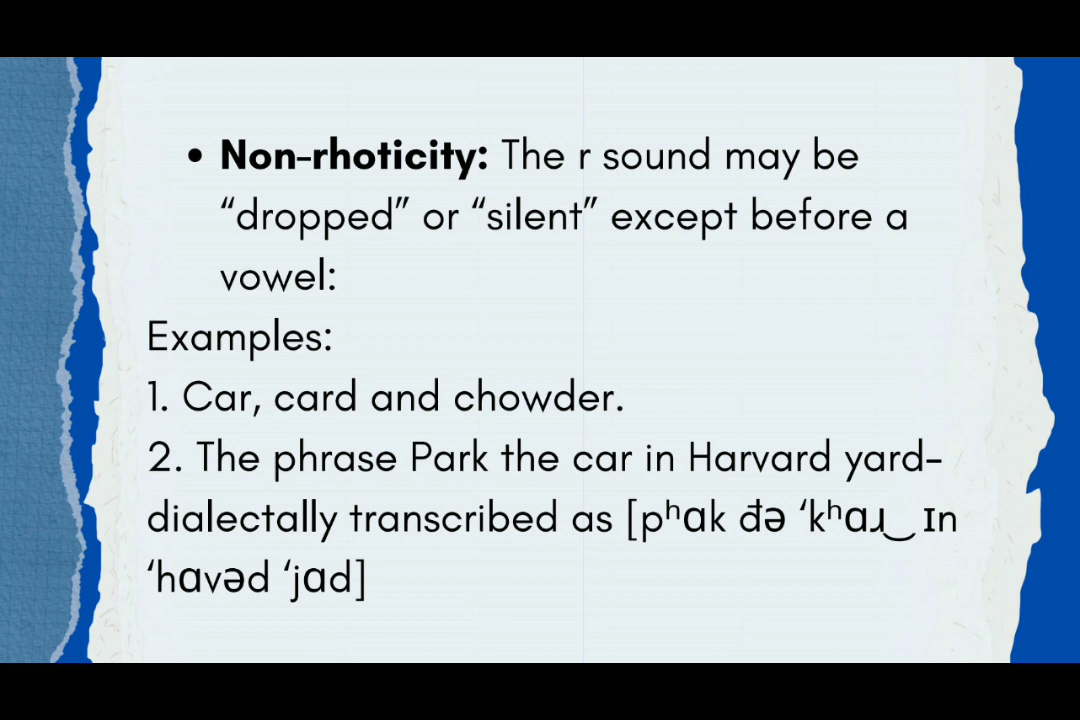 • Non-rhoticity: The r sound may be
“dropped” or “silent” except before a
vowel:
Examples:
1. Car, card and chowder.
2. The phrase Park the car in Harvard yard-
dialectally transcribed as [pʰɑk đə ‘kʰɑɹ‿ɪn
‘hɑvəd ‘jɑd]